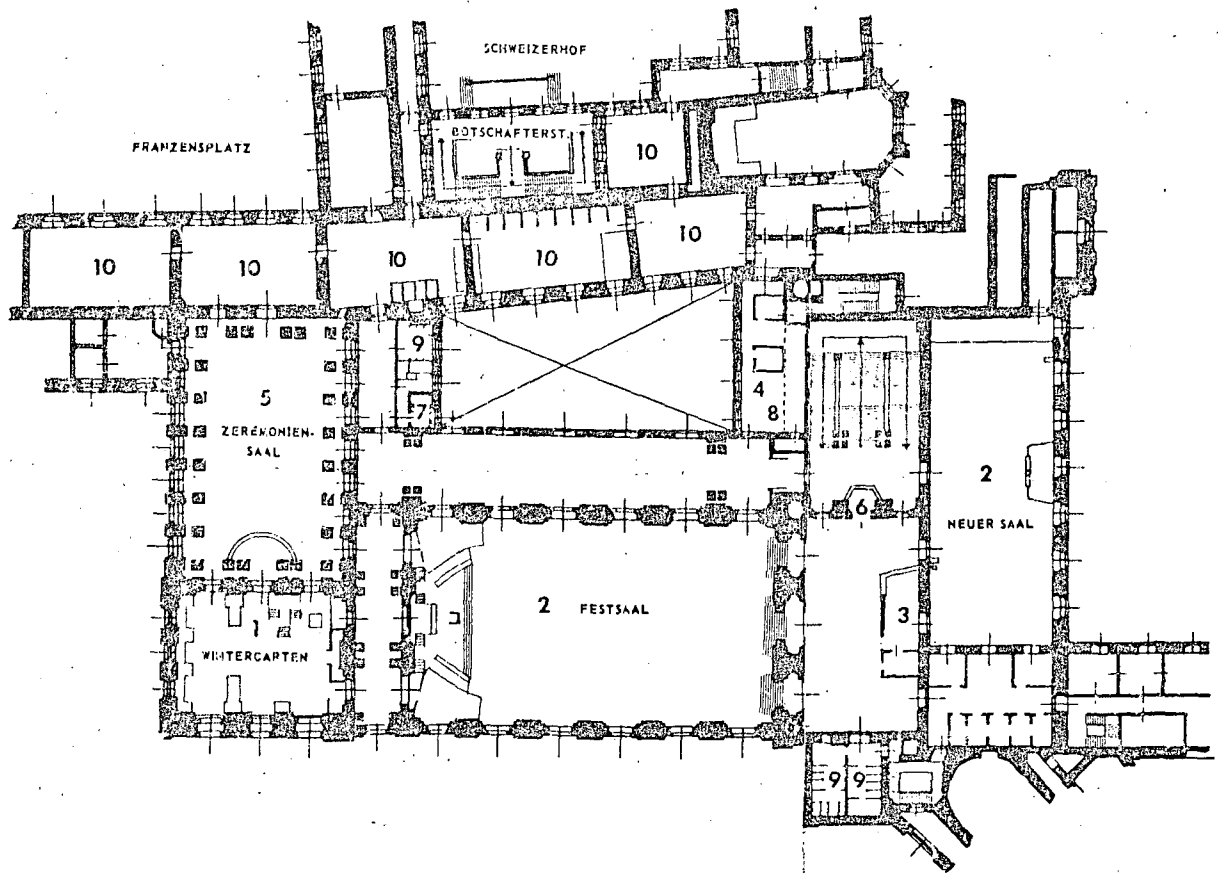 SCHWEIZERHOF
BOTSCHAFTERST.
FRANZENSPLATZ
10
10
10
10
10
10
9
5
ZEREMONIEN-
SAAL
4
7
8
2
6
NEUER SAAL
2 FESTSAAL
3
1
WINTERGARTEN
9 9